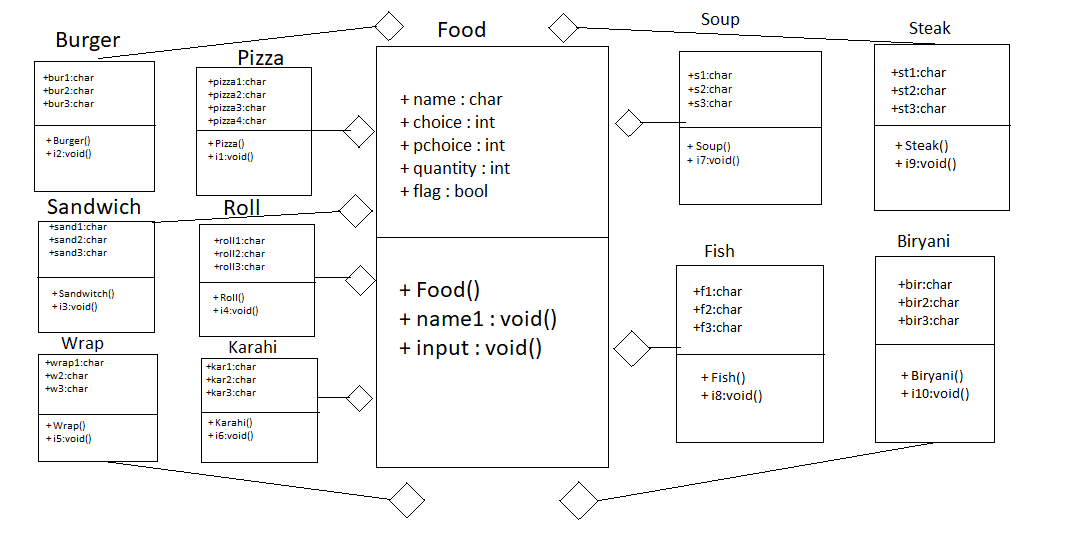 Burger
+bur1:char
+bur2:char
+bur3:char
+ Burger()
+ i2:void()
Pizza
+pizza1:char
+pizza2:char
+pizza3:char
+pizza4:char
+ Pizza()
+ i1:void()
Food
+ name : char
+ choice : int
+ pchoice : int
+ quantity : int
+ flag : bool
+ Food()
+ name1 : void()
+ input : void()
Soup
+s1:char
+s2:char
+s3:char
+ Soup()
+ i7:void()
Steak
+st1:char
+st2:char
+st3:char
+ Steak()
+ i9:void()
Sandwich
+sand1:char
+sand2:char
+sand3:char
+ Sandwitch()
+ i3:void()
Roll
+roll1:char
+roll2:char
+roll3:char
+ Roll()
+ i4:void()
Fish
+f1:char
+f2:char
+f3:char
+ Fish()
+ i8:void()
Biryani
+bir:char
+bir2:char
+bir3:char
+ Biryani()
+ i10:void()
Wrap
+wrap1:char
+w2:char
+w3:char
+ Wrap()
+ i5:void()
Karahi
+kar1:char
+kar2:char
+kar3:char
+ Karahi()
+ i6:void()